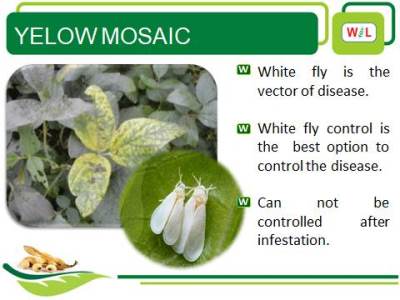 YELOW MOSAIC
W L
W
White fly is the
vector of disease.
W
White fly control is
the best option to
control the disease.
W
Can not be
controlled after
infestation.